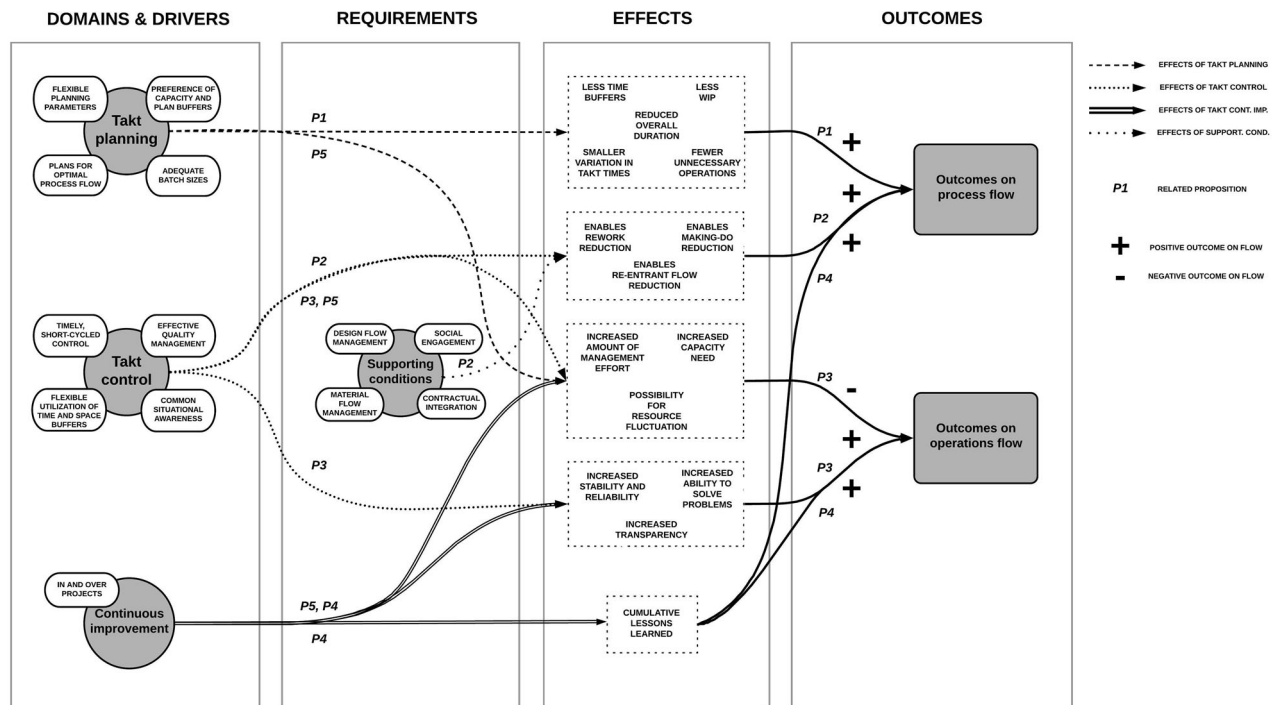 DOMAINS & DRIVERS
REQUIREMENTS
EFFECTS
OUTCOMES
FLEXIBLE
PLANNING
PARAMETERS
PREFERENCE OF
CAPACITY AND
PLAN BUFFERS
Takt
planning
PLANS FOR
OPTIMAL
PROCESS FLOW
ADEQUATE
BATCH SIZES
TIMELY,
SHORT-CYCLED
CONTROL
EFFECTIVE
QUALITY
MANAGEMENT
Takt
control
FLEXIBLE
UTILIZATION OF
TIME AND SPACE
BUFFERS
COMMON
SITUATIONAL
AWARENESS
IN AND OVER
PROJECTS
Continuous
improvement
P1
P5
P2
P3, P5
DESIGN FLOW
MANAGEMENT
SOCIAL
ENGAGEMENT
Supporting
conditions
P2
MATERIAL
FLOW
MANAGEMENT
CONTRACTUAL
INTEGRATION
P3
P5, P4
P4
LESS TIME
BUFFERS
LESS
WIP
REDUCED
OVERALL
DURATION
SMALLER
VARIATION IN
TAKT TIMES
FEWER
UNNECESSARY
OPERATIONS
ENABLES
REWORK
REDUCTION
ENABLES
MAKING-DO
REDUCTION
ENABLES
RE-ENTRANT FLOW
REDUCTION
INCREASED
AMOUNT OF
MANAGEMENT
EFFORT
INCREASED
CAPACITY
NEED
POSSIBILITY
FOR
RESOURCE
FLUCTUATION
INCREASED
STABILITY AND
RELIABILITY
INCREASED
ABILITY TO
SOLVE
PROBLEMS
INCREASED
TRANSPARENCY
CUMULATIVE
LESSONS
LEARNED
P1
+
+
P2
+
P4
Outcomes on
process flow
P3
-
+
P3
+
P4
Outcomes on
operations flow
EFFECTS OF TAKT PLANNING
EFFECTS OF TAKT CONTROL
EFFECTS OF TAKT CONT. IMP.
EFFECTS OF SUPPORT. COND.
P1 RELATED PROPOSITION
+ POSITIVE OUTCOME ON FLOW
- NEGATIVE OUTCOME ON FLOW